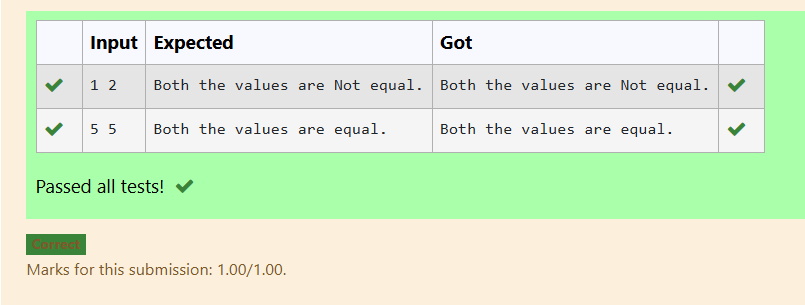 Input Expected Got
1 2 Both the values are Not equal. Both the values are Not equal.
5 5 Both the values are equal. Both the values are equal.
Passed all tests!
Correct
Marks for this submission: 1.00/1.00.